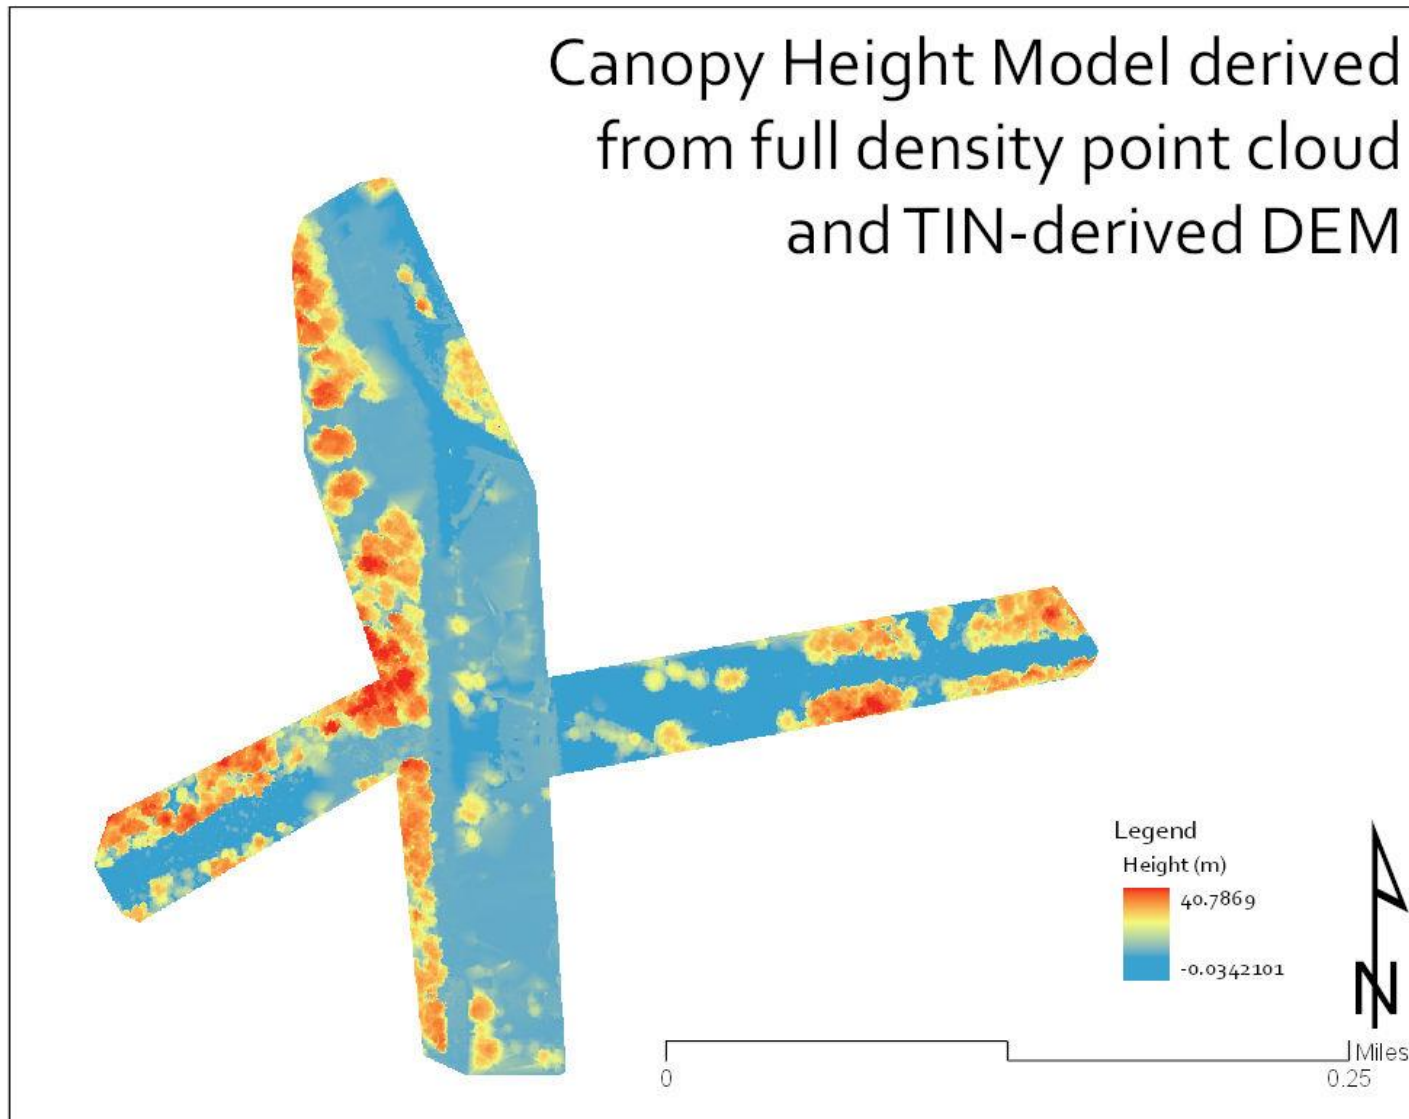 Canopy Height Model derived
from full density point cloud
and TIN-derived DEM
Legend
Height (m)
40.7869
-0.0342101
N
Miles
0
0.25